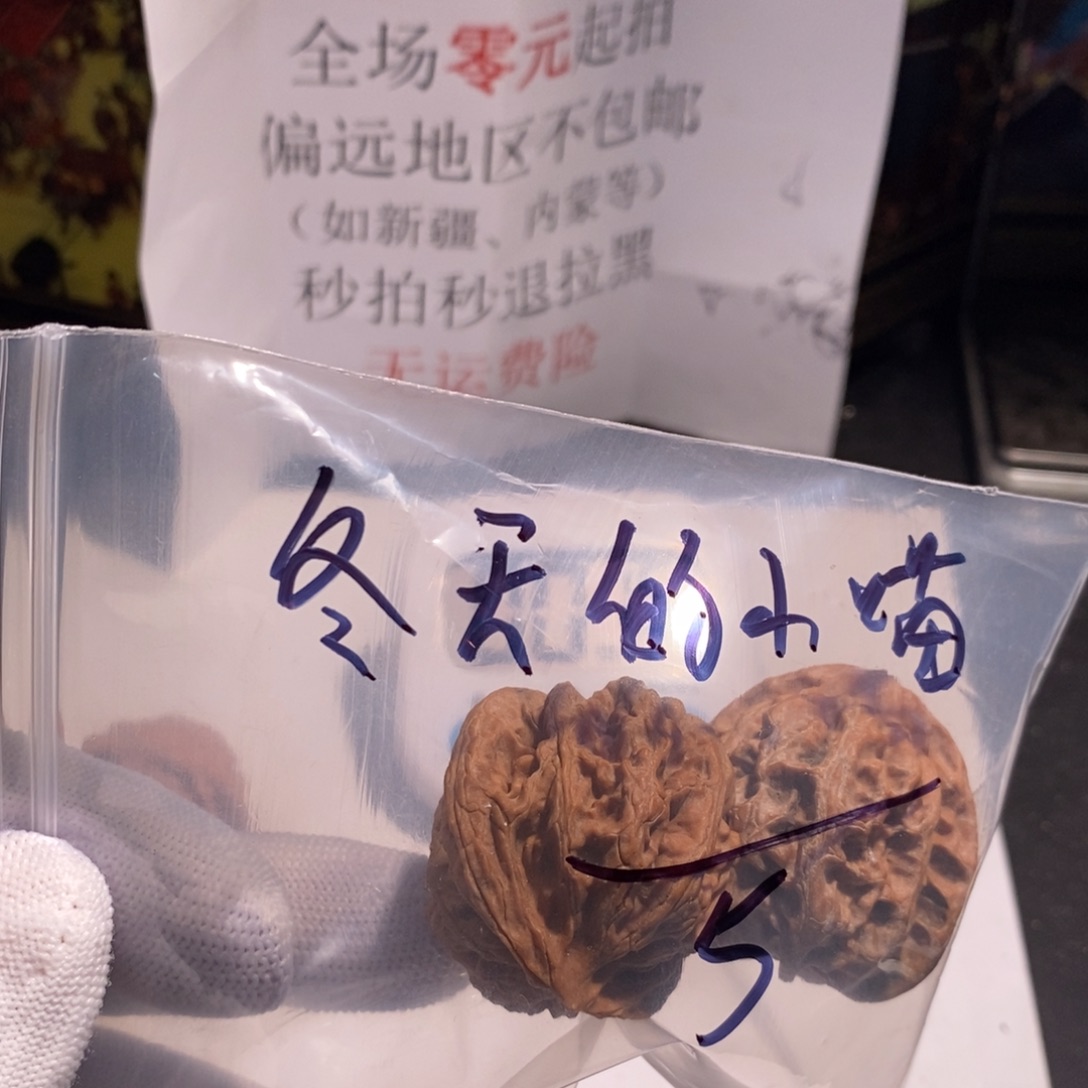 全场零元起拍
偏远地区不包邮
（如新疆、内蒙等）
秒拍秒退拉黑
无运费险
冬天的小喵
5